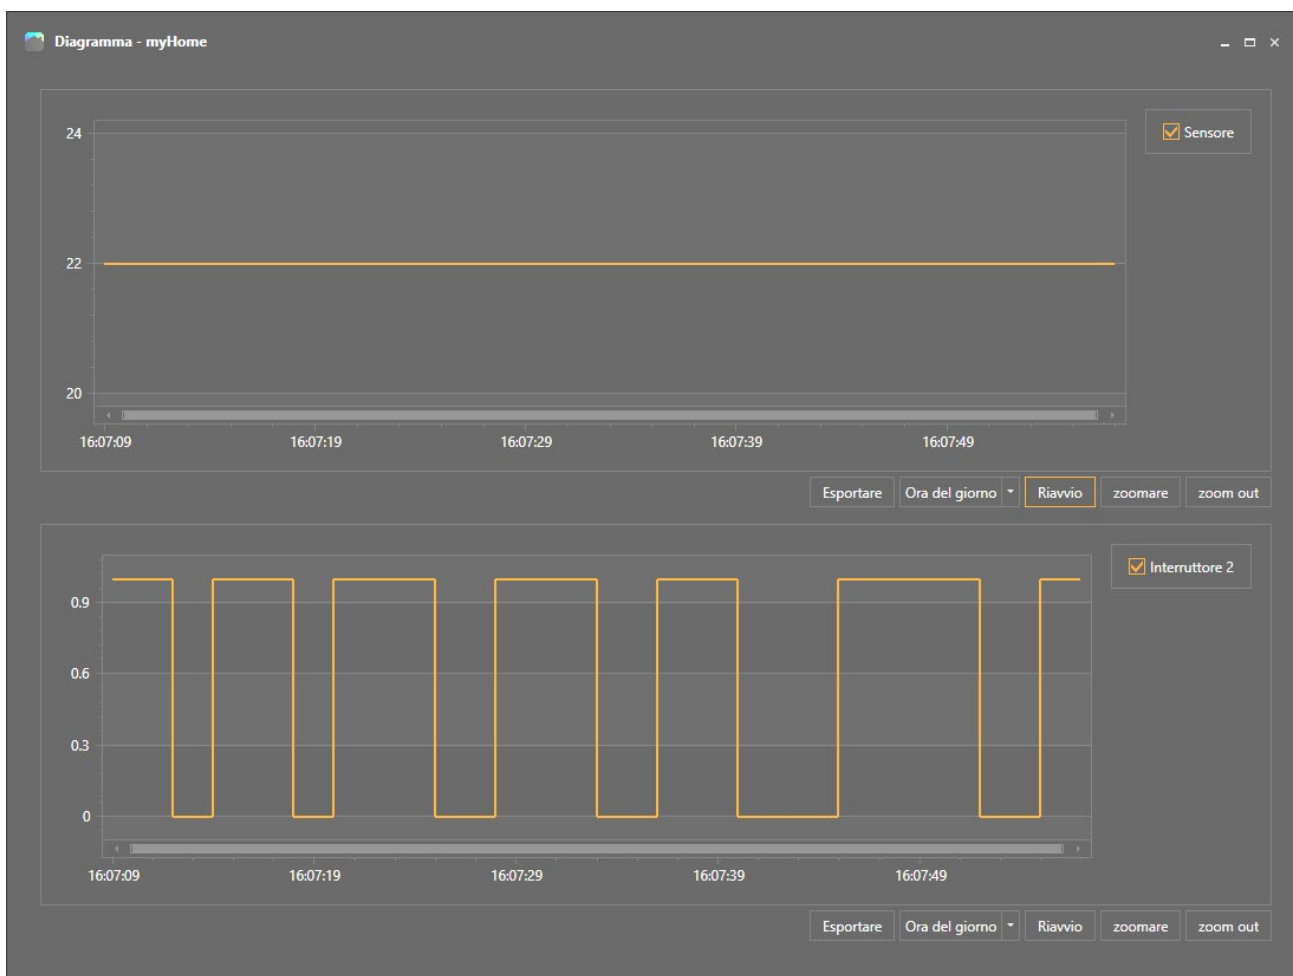 Diagramma - myHome
24
Sensore
22
20
16:07:09 16:07:19 16:07:29 16:07:39 16:07:49
Esportare Ora del giorno Riavvio zoomare zoom out
Interruttore 2
0.9
0.6
0.3
0
16:07:09 16:07:19 16:07:29 16:07:39 16:07:49
Esportare Ora del giorno Riavvio zoomare zoom out